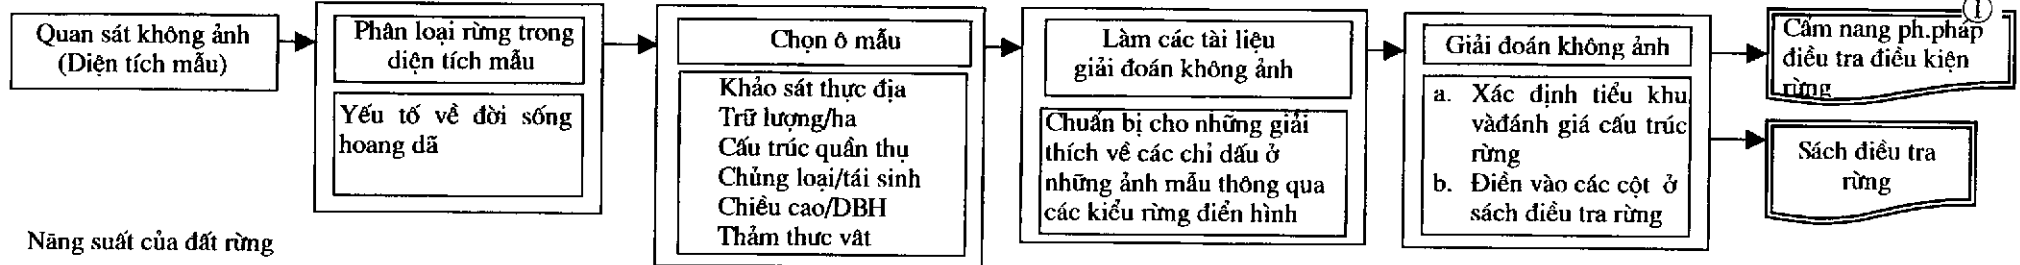 Quan sát không ảnh
(Diện tích mẫu)
Phân loại rừng trong
diện tích mẫu
Yếu tố về đời sống
hoang dã
Chọn ô mẫu
Khảo sát thực địa
Trữ lượng/ha
Cấu trúc quần thụ
Chủng loại/tái sinh
Chiều cao/DBH
Thảm thưc vât
Làm các tài liệu
giải đoán không ảnh
Chuẩn bị cho những giải
thích về các chỉ dấu ở
những ảnh mẫu thông qua
các kiểu rừng điển hình
Giải đoán không ảnh
a. Xác định tiểu khu
vàđánh giá cấu trúc
rừng
b. Điền vào các cột ở
sách điều tra rừng
1
Cẩm nang ph.pháp
điều tra điều kiện
rừng
Sách điều tra
rừng
Năng suất của đất rừng